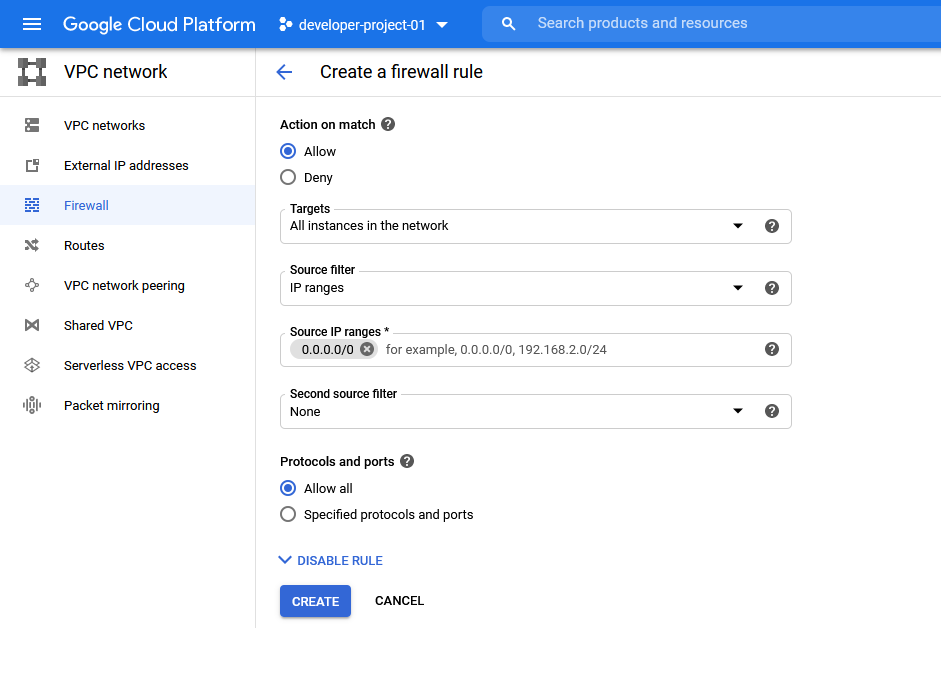 Google Cloud Platform developer-project-01 Search products and resources
VPC network
Create a firewall rule
VPC networks
External IP addresses
Firewall
Routes
VPC network peering
Shared VPC
Serverless VPC access
Packet mirroring
Action on match ?
Allow
Deny
Targets
All instances in the network ?
Source filter
IP ranges ?
Source IP ranges *
0.0.0.0/0 for example, 0.0.0.0/0, 192.168.2.0/24 ?
Second source filter
None ?
Protocols and ports ?
Allow all
Specified protocols and ports
DISABLE RULE
CREATE CANCEL